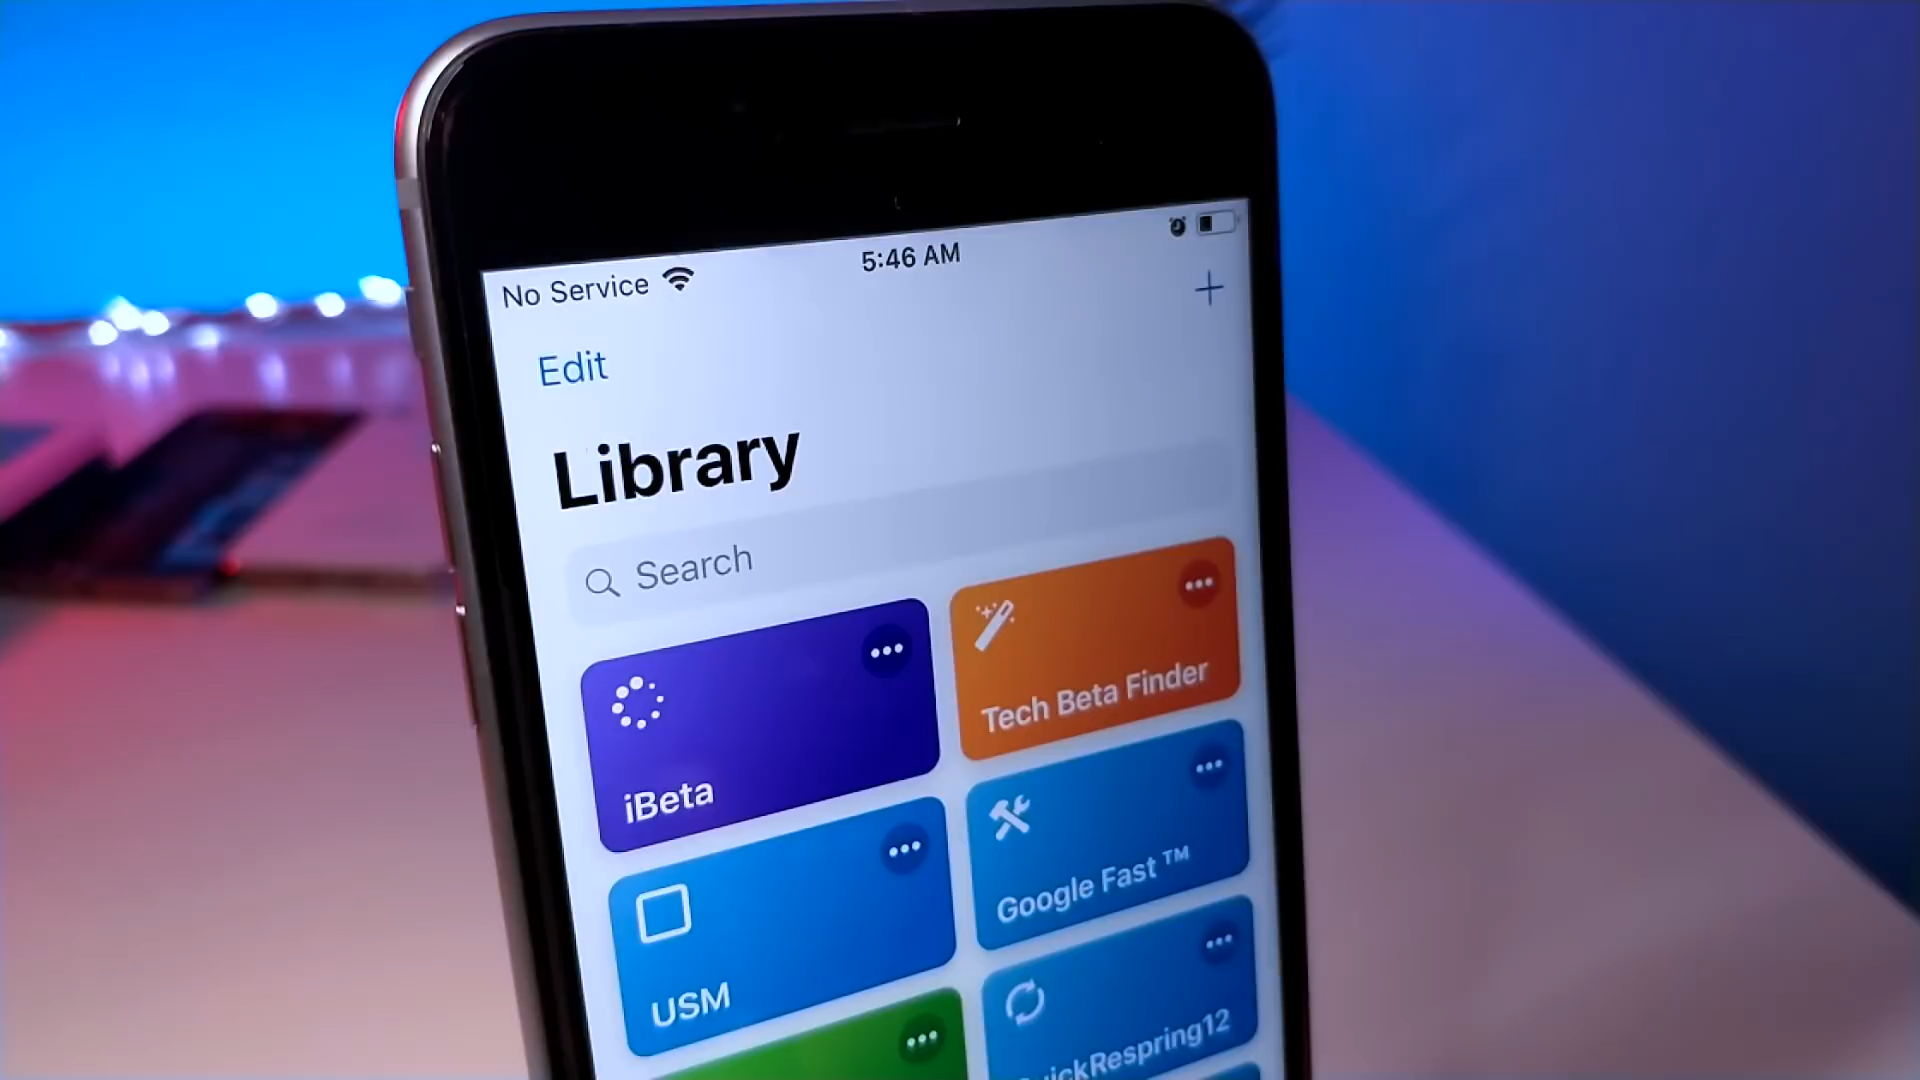 No Service
5:46 AM
Edit
Library
Search
iBeta
Tech Beta Finder
USM
Google Fast ™
uickRespring12